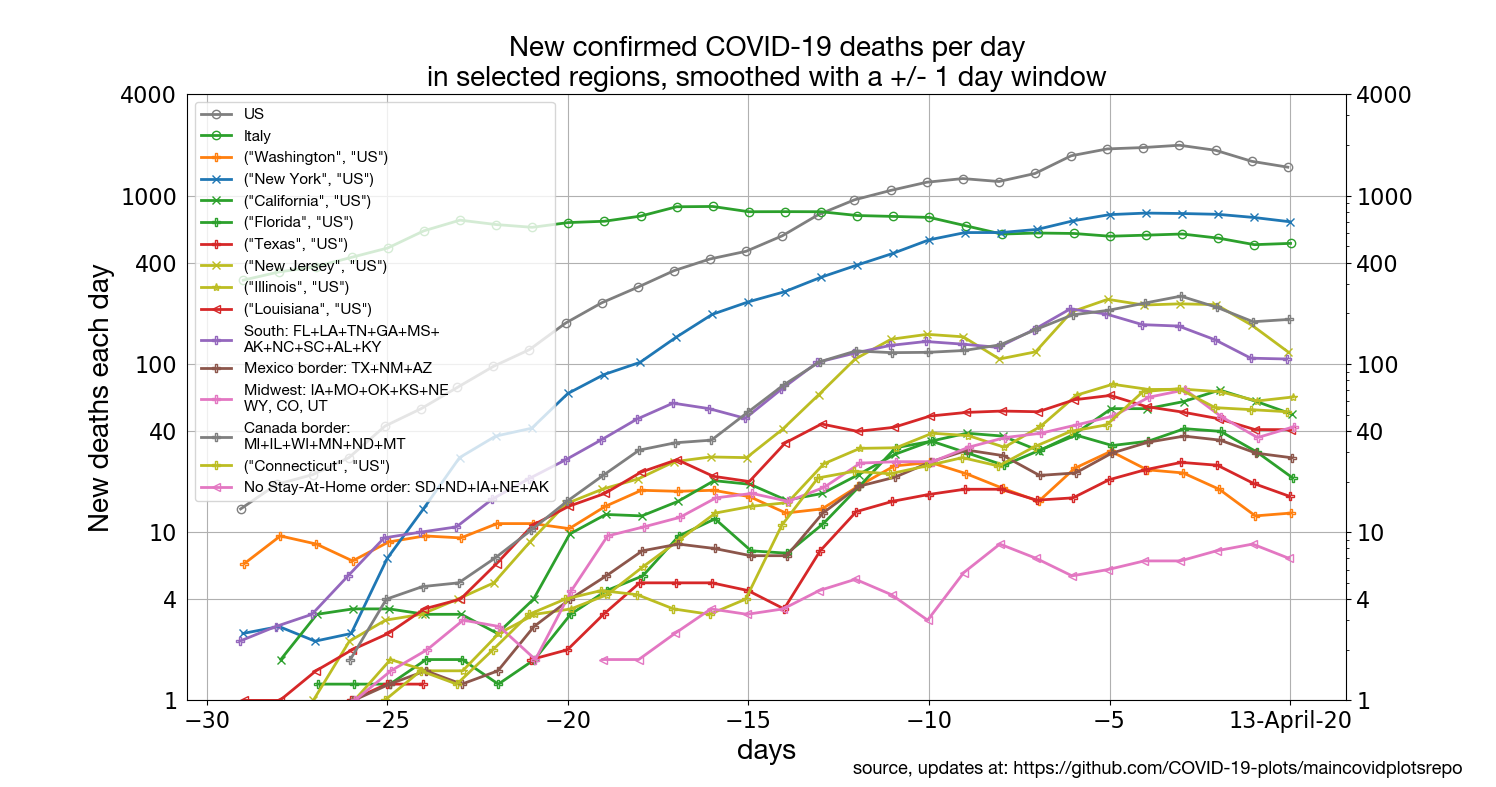 New confirmed COVID-19 deaths per day
in selected regions, smoothed with a +/- 1 day window
4000
1000
400
100
40
10
4
1
4000
1000
400
100
40
10
4
1
New deaths each day
US
Italy
("Washington", "US")
("New York", "US")
("California", "US")
("Florida", "US")
("Texas", "US")
("New Jersey", "US")
("Illinois", "US")
("Louisiana", "US")
South: FL+LA+TN+GA+MS+
AK+NC+SC+AL+KY
Mexico border: TX+NM+AZ
Midwest: IA+MO+OK+KS+NE
WY, CO, UT
Canada border:
MI+IL+WI+MN+ND+MT
("Connecticut", "US")
No Stay-At-Home order: SD+ND+IA+NE+AK
−30
−25
−20
−15
−10
−5
13-April-20
days
source, updates at: https://github.com/COVID-19-plots/maincovidplotsrepo